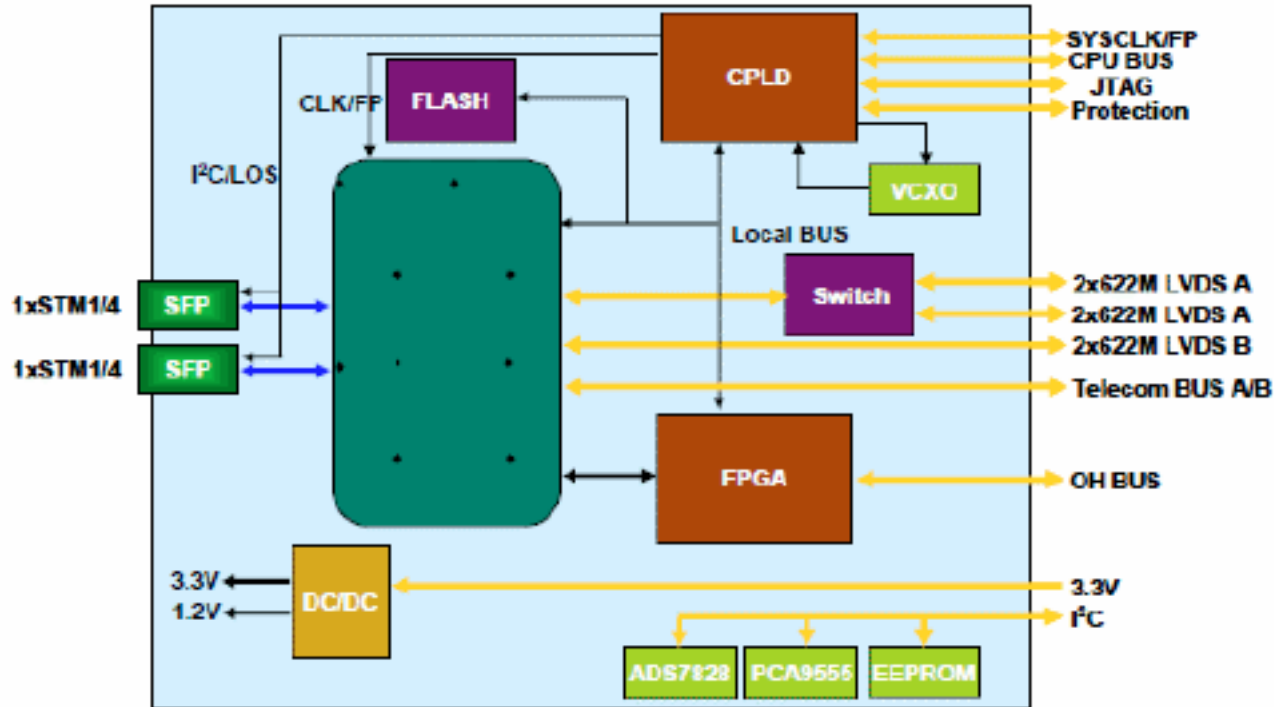 CPLD
SYSCLK/FP
CPU BUS
JTAG
Protection
FLASH
CLK/FP
I²C/LOS
VCXO
Local BUS
Switch
2x622M LVDS A
2x622M LVDS A
2x622M LVDS B
Telecom BUS A/B
1xSTM1/4
SFP
1xSTM1/4
SFP
FPGA
OH BUS
3.3V
1.2V
DC/DC
3.3V
I²C
ADS7828
PCA9555
EEPROM